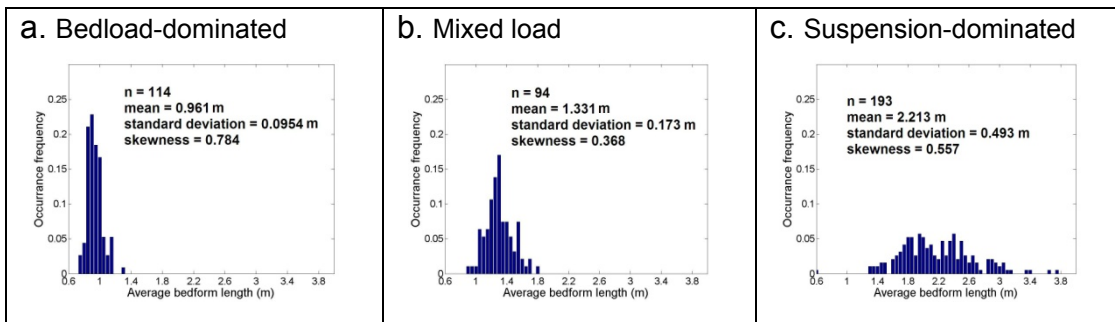 a. Bedload-dominated
n = 114
mean = 0.961 m
standard deviation = 0.0954 m
skewness = 0.784
Occurrance frequency
0.25
0.2
0.15
0.1
0.05
0
0.6 1 1.4 1.8 2.2 2.6 3 3.4 3.8
Average bedform length (m)
b. Mixed load
n = 94
mean = 1.331 m
standard deviation = 0.173 m
skewness = 0.368
Occurrance frequency
0.25
0.2
0.15
0.1
0.05
0
0.6 1 1.4 1.8 2.2 2.6 3 3.4 3.8
Average bedform length (m)
c. Suspension-dominated
n = 193
mean = 2.213 m
standard deviation = 0.493 m
skewness = 0.557
Occurrance frequency
0.25
0.2
0.15
0.1
0.05
0
0.6 1 1.4 1.8 2.2 2.6 3 3.4 3.8
Average bedform length (m)